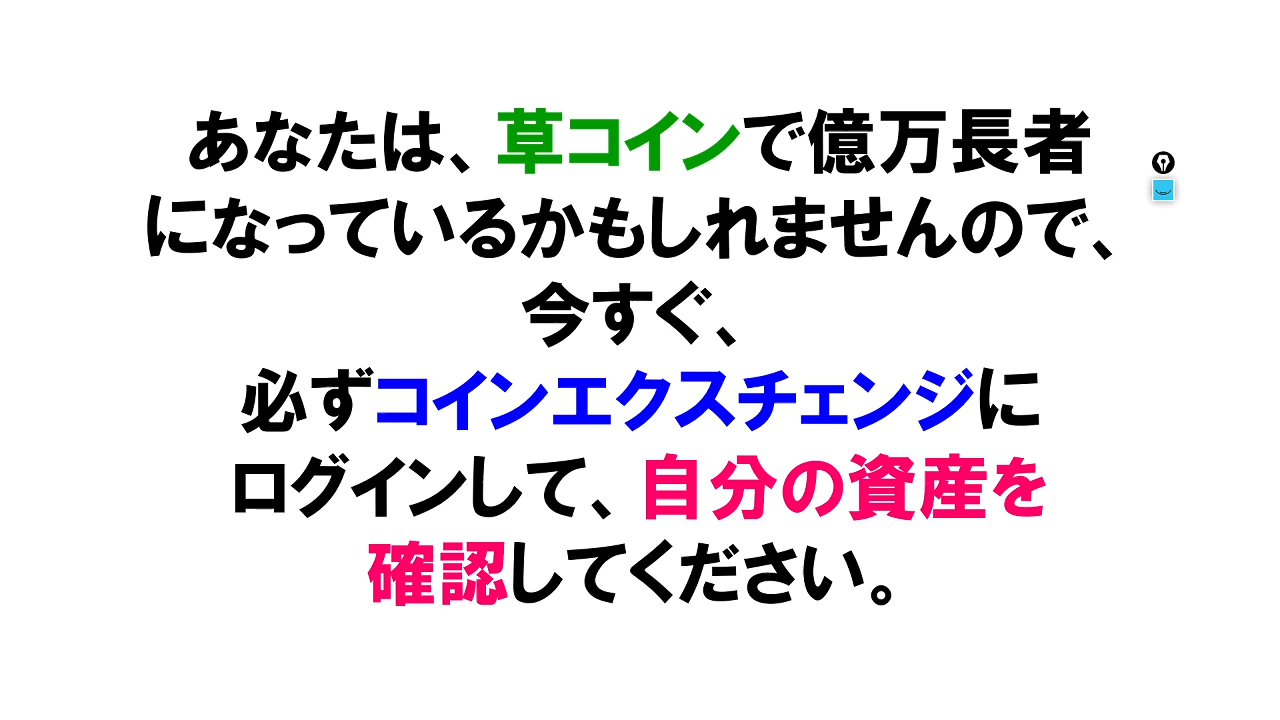 あなたは、草コインで億万長者
になっているかもしれませんので、
今すぐ、
必ずコインエクスチェンジに
ログインして、自分の資産を
確認してください。